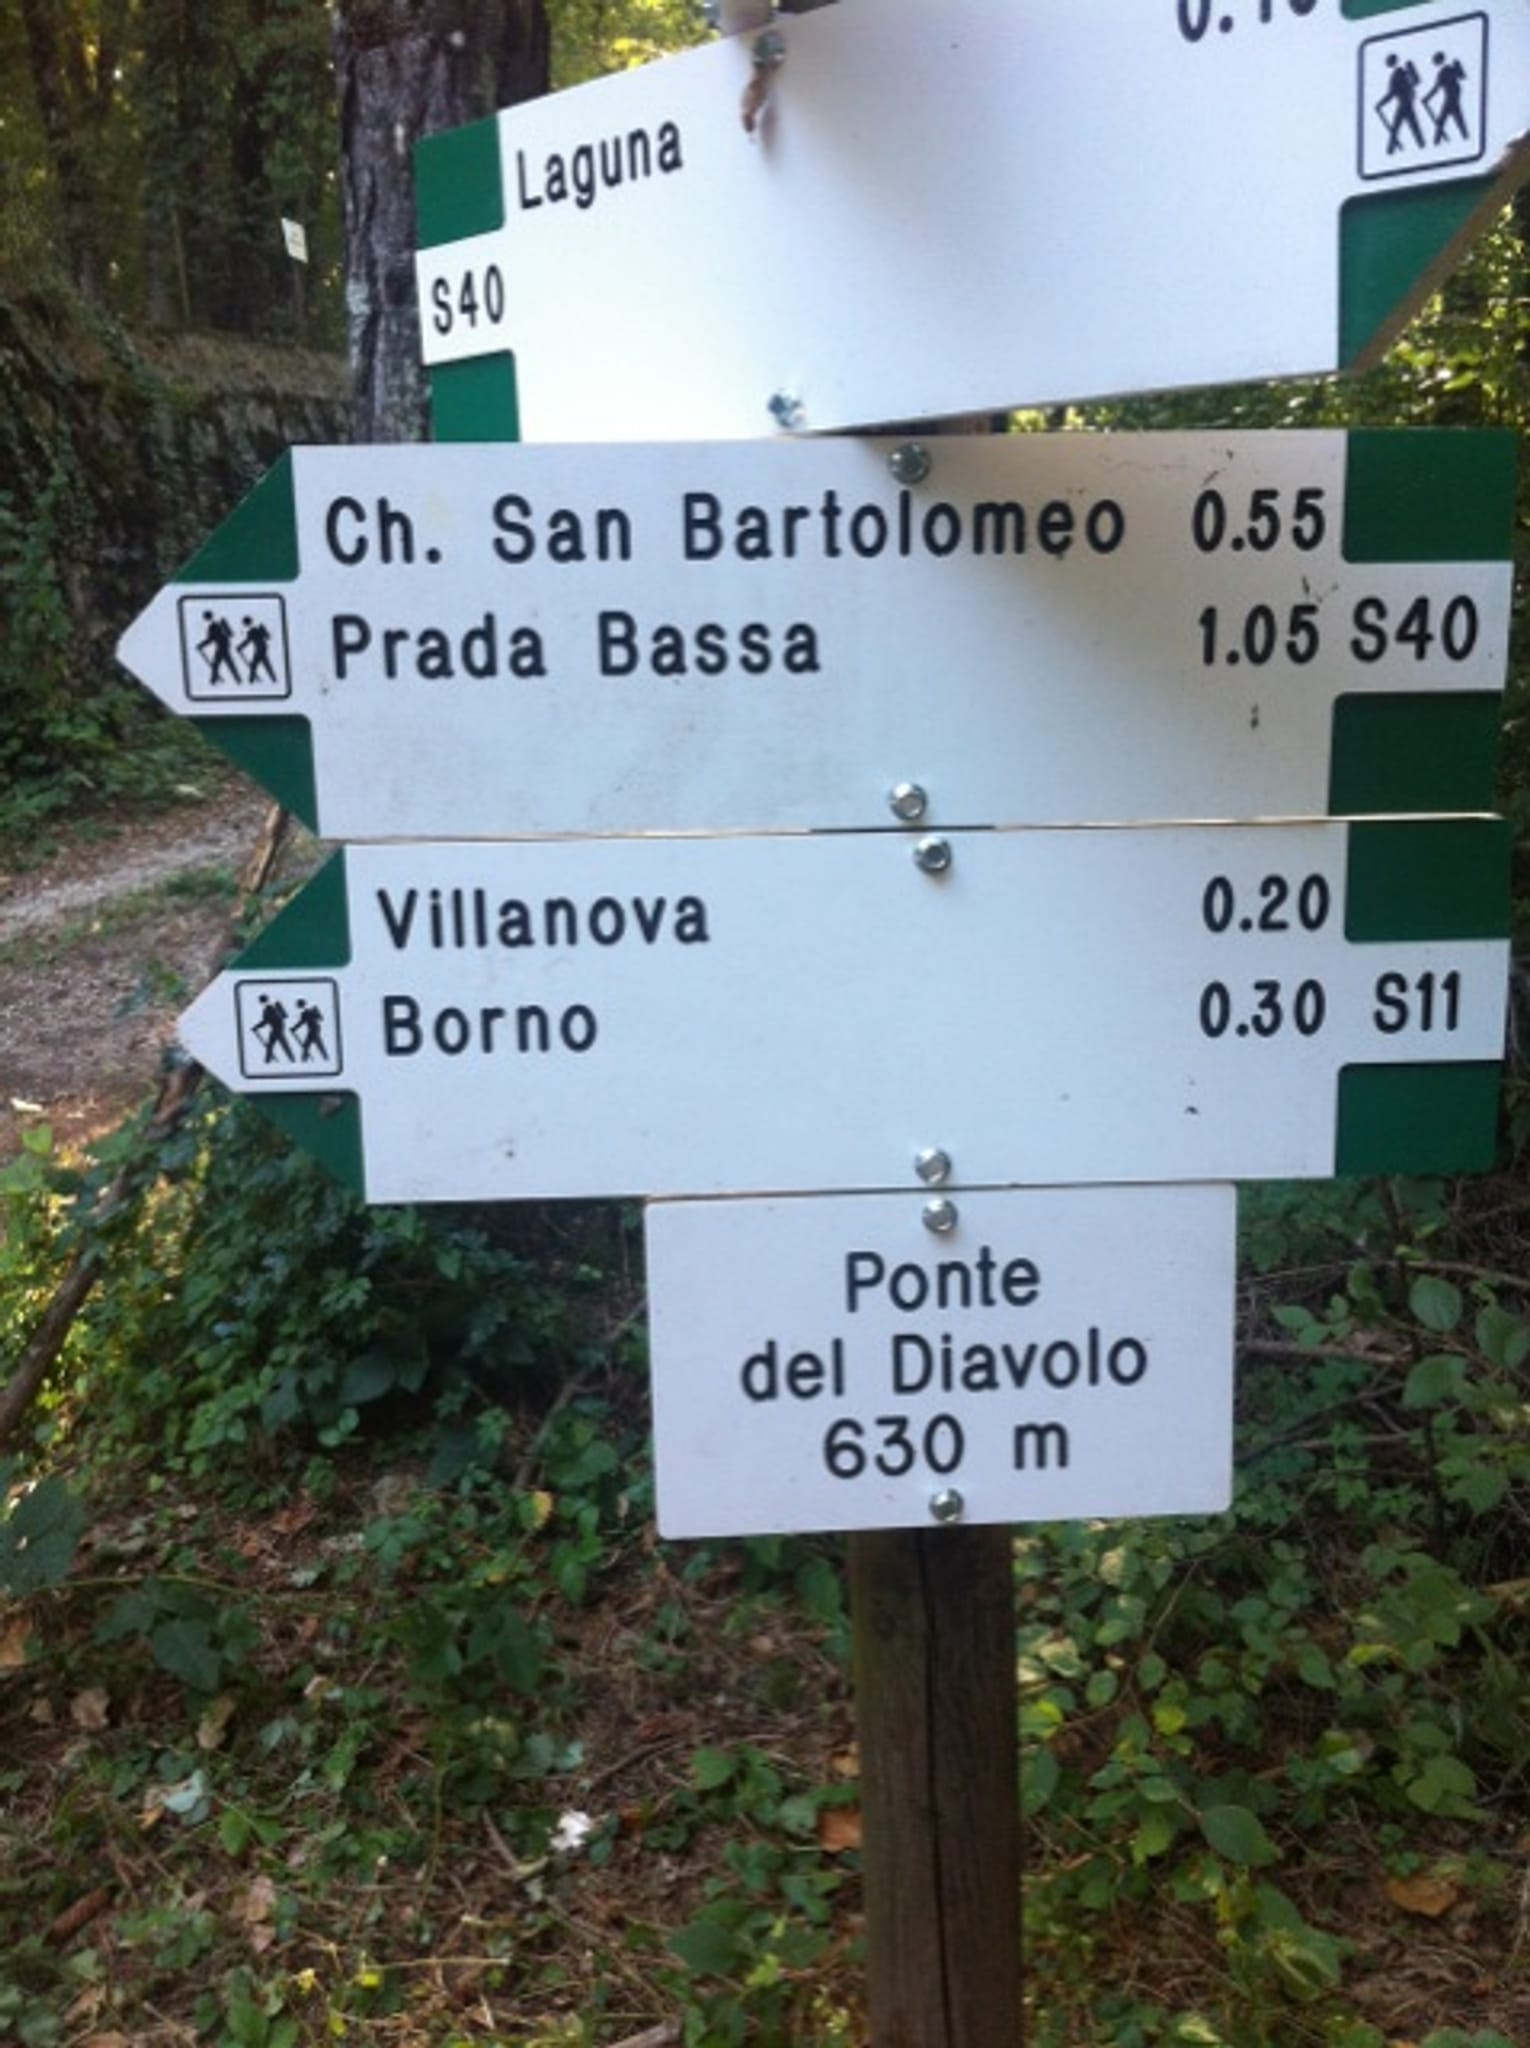 Laguna
S40
Ch. San Bartolomeo 0.55
Prada Bassa 1.05 S40
Villanova 0.20
Borno 0.30 S11
Ponte
del Diavolo
630 m